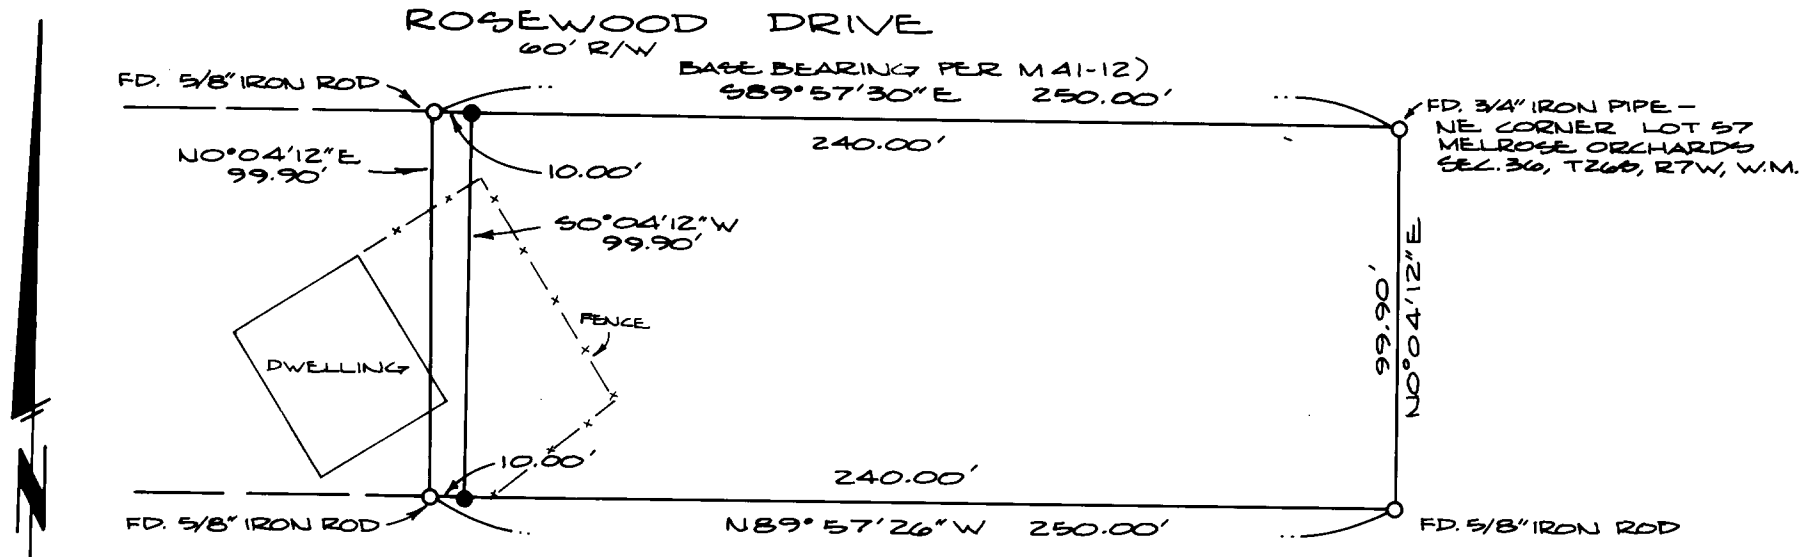 ROSEWOOD DRIVE
60' R/W
BASE BEARING PER M41-12)
S89°57'30"E 250.00'
FD. 5/8" IRON ROD
FD. 3/4" IRON PIPE -
NE CORNER LOT 57
MELROSE ORCHARDS
SEC. 36, T26S, R7W, W.M.
240.00'
N0°04'12"E
99.90'
10.00'
S0°04'12"W
99.90'
FENCE
DWELLING
99.90'
N0°04'12"E
10.00'
240.00'
FD. 5/8" IRON ROD
N89°57'26"W 250.00'
FD. 5/8" IRON ROD
N